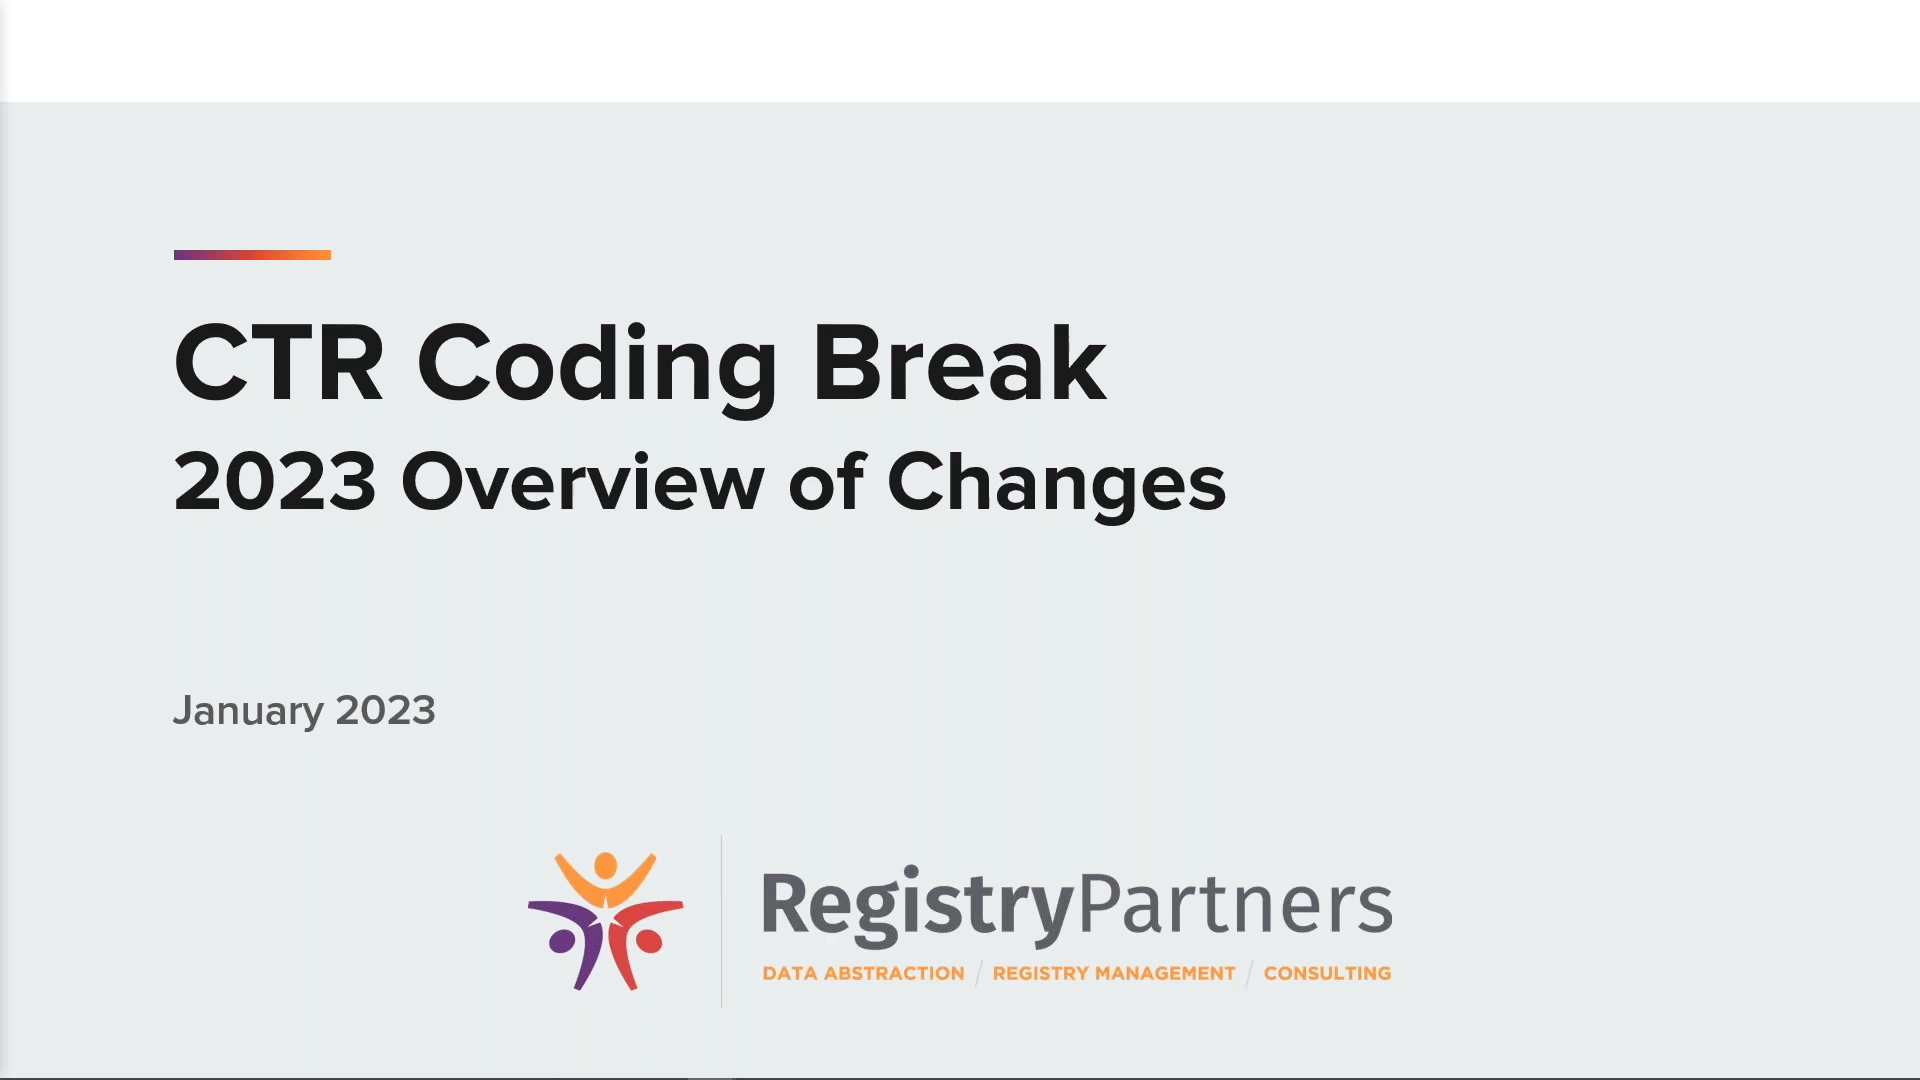 CTR Coding Break
2023 Overview of Changes
January 2023
RegistryPartners
DATA ABSTRACTION / REGISTRY MANAGEMENT / CONSULTING